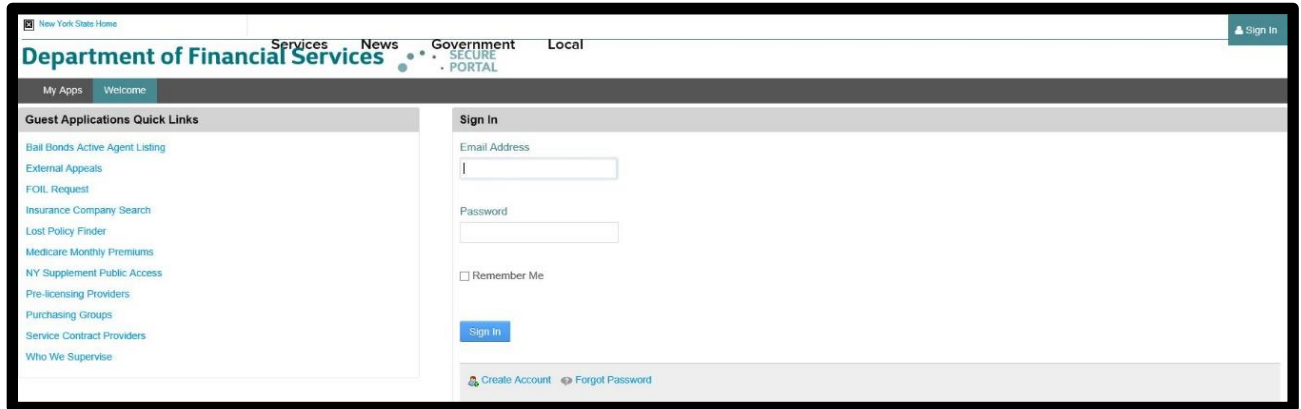 New York State Home
Sign In
Services News Government Local
Department of Financial Services
SECURE
PORTAL
My Apps Welcome
Guest Applications Quick Links
Bail Bonds Active Agent Listing
External Appeals
FOIL Request
Insurance Company Search
Lost Policy Finder
Medicare Monthly Premiums
NY Supplement Public Access
Pre-licensing Providers
Purchasing Groups
Service Contract Providers
Who We Supervise
Sign In
Email Address
Password
Remember Me
Sign In
Create Account Forgot Password